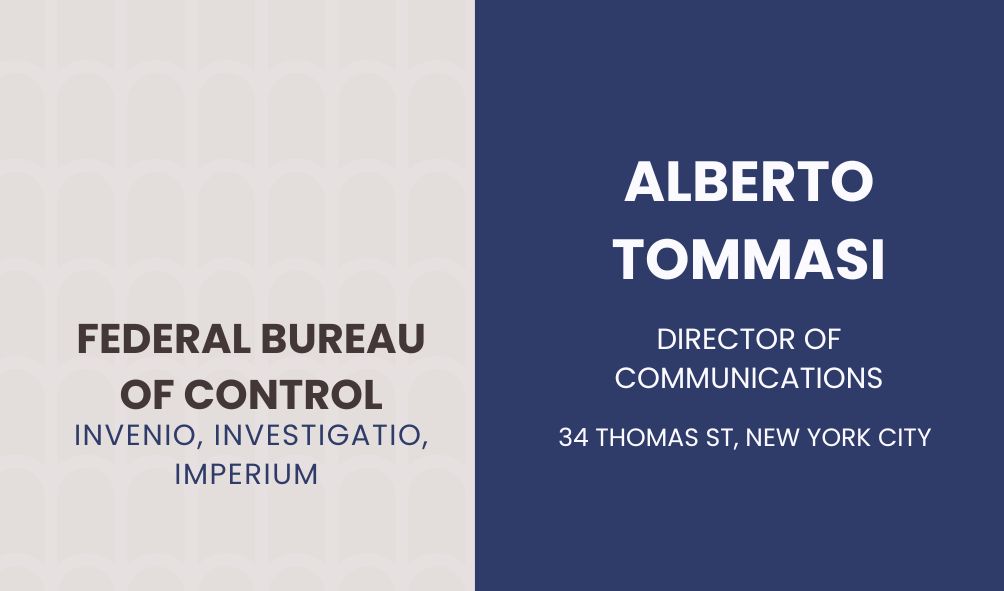 FEDERAL BUREAU
OF CONTROL
INVENIO, INVESTIGATIO,
IMPERIUM
ALBERTO
TOMMASI
DIRECTOR OF
COMMUNICATIONS
34 THOMAS ST, NEW YORK CITY